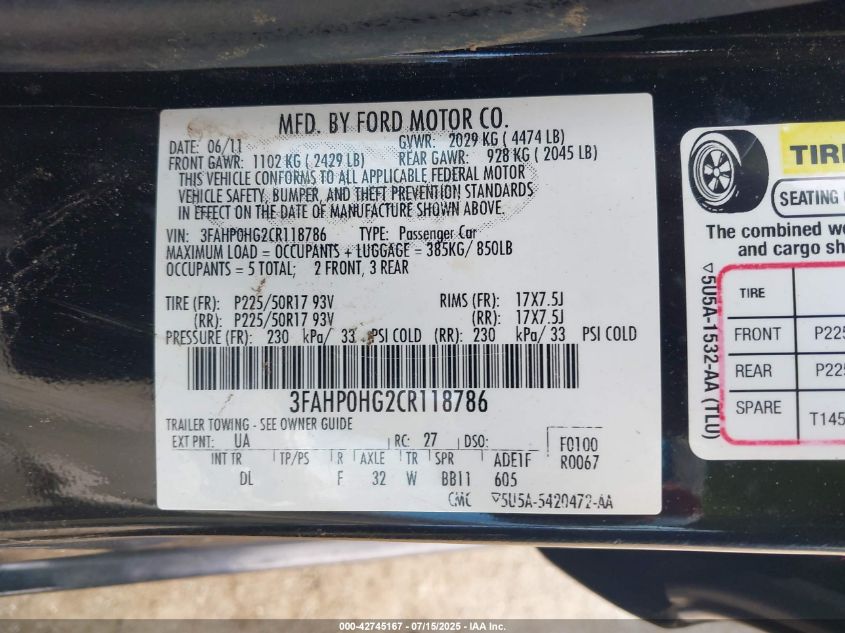 MFD. BY FORD MOTOR CO.
DATE: 06/11 GVWR: 2029 KG ( 4474 LB)
FRONT GAWR: 1102 KG ( 2429 LB) REAR GAWR: 928 KG ( 2045 LB)
THIS VEHICLE CONFORMS TO ALL APPLICABLE FEDERAL MOTOR
VEHICLE SAFETY, BUMPER, AND THEFT PREVENTION STANDARDS
IN EFFECT ON THE DATE OF MANUFACTURE SHOWN ABOVE.
VIN: 3FAHP0HG2CR118786 TYPE: Passenger Car
MAXIMUM LOAD = OCCUPANTS + LUGGAGE = 385KG/ 850LB
OCCUPANTS = 5 TOTAL; 2 FRONT, 3 REAR
TIRE (FR): P225/50R17 93V RIMS (FR): 17X7.5J
(RR): P225/50R17 93V (RR): 17X7.5J
PRESSURE (FR): 230 kPa/ 33 PSI COLD (RR): 230 kPa/ 33 PSI COLD
3FAHP0HG2CR118786
TRAILER TOWING - SEE OWNER GUIDE
EXT PNT: UA RC: 27 DSO: F0100
R0067
INT TR TP/PS R AXLE TR SPR ADE1F
DL F 32 W BB11 605
CMC ▽5U5A-5420472-AA
TIRE
SEATING
The combined
and cargo
▽5U5A-1532-AA (TLU)
TIRE
FRONT P225
REAR P225
SPARE T145
000-42745167 - 07/15/2025 - IAA Inc.